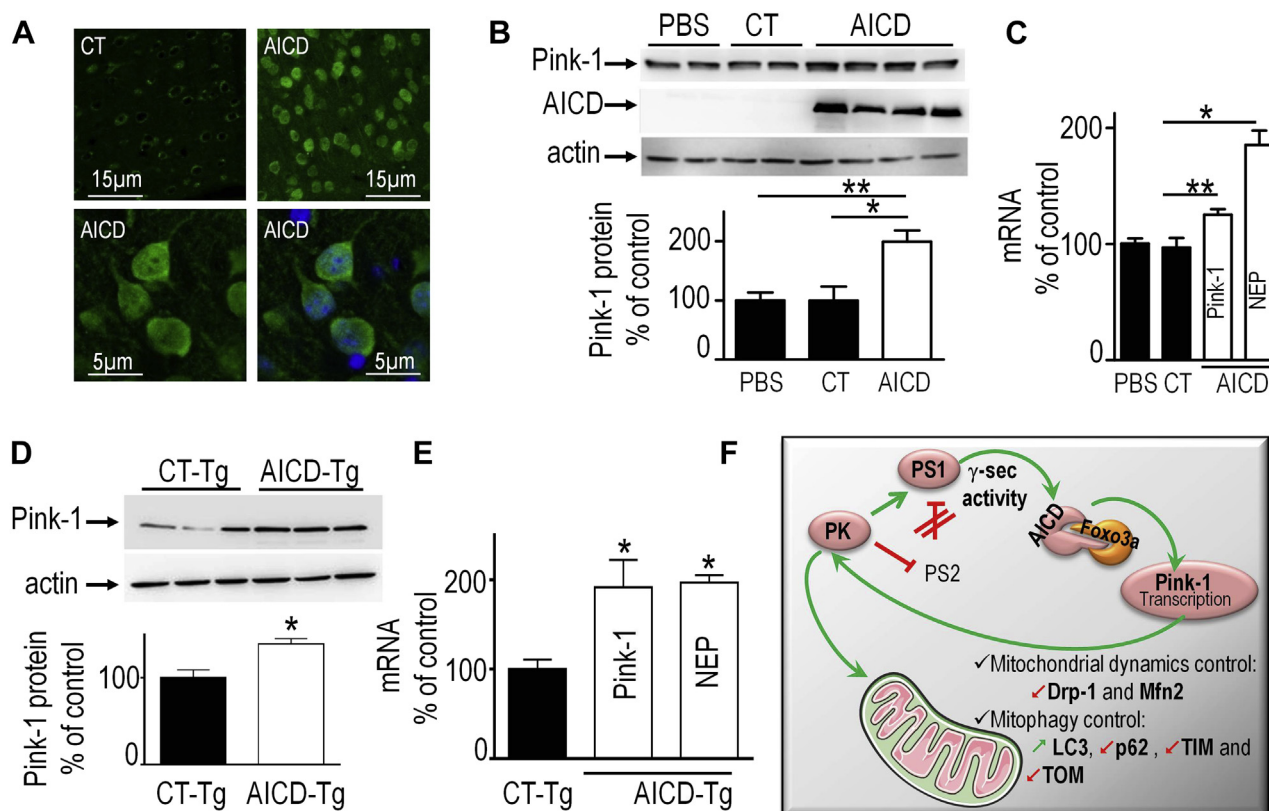 A
CT
AICD
15µm
15µm
AICD
AICD
5µm
5µm
B
PBS CT AICD
Pink-1
AICD
actin
**
*
Pink-1 protein
% of control
200
100
0
PBS CT AICD
C
*
**
mRNA
% of control
200
100
0
Pink-1
NEP
PBS CT AICD
D
CT-Tg AICD-Tg
Pink-1
actin
*
Pink-1 protein
% of control
100
0
CT-Tg AICD-Tg
E
* *
mRNA
% of control
200
100
0
Pink-1
NEP
CT-Tg AICD-Tg
F
PS1 γ-sec
activity
PK
PS2
AICD
Foxo3a
Pink-1
Transcription
✓Mitochondrial dynamics control:
↙Drp-1 and Mfn2
✓Mitophagy control:
↗ LC3, ↙p62 , ↙TIM and
↙TOM